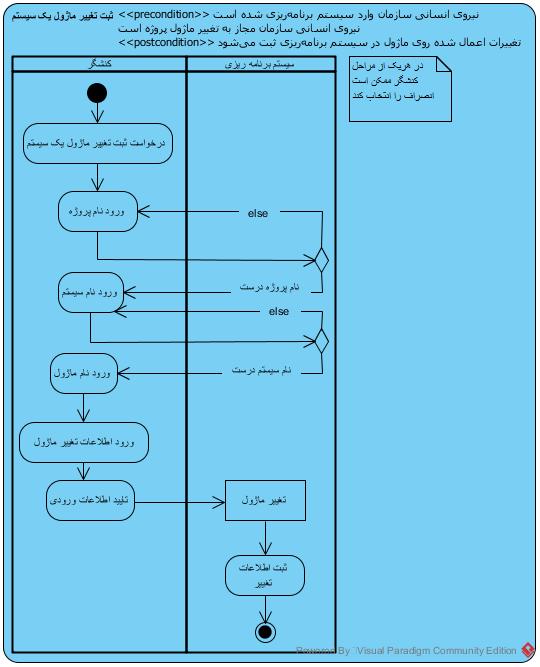 ثبت تغییر ماژول یک سیستم <<precondition>> نیروی انسانی سازمان وارد سیستم برنامه‌ریزی شده است
نیروی انسانی سازمان مجاز به تغییر ماژول پروژه است
<<postcondition>> تغییرات اعمال شده روی ماژول در سیستم برنامه‌ریزی ثبت می‌شود
کنشگر
سیستم برنامه ریزی
در هریک از مراحل
کنشگر ممکن است
انصراف را انتخاب کند
درخواست ثبت تغییر ماژول یک سیستم
ورود نام پروژه
else
نام پروژه درست
ورود نام سیستم
else
نام سیستم درست
ورود نام ماژول
ورود اطلاعات تغییر ماژول
تایید اطلاعات ورودی
تغییر ماژول
ثبت اطلاعات
تغییر
Powered By Visual Paradigm Community Edition